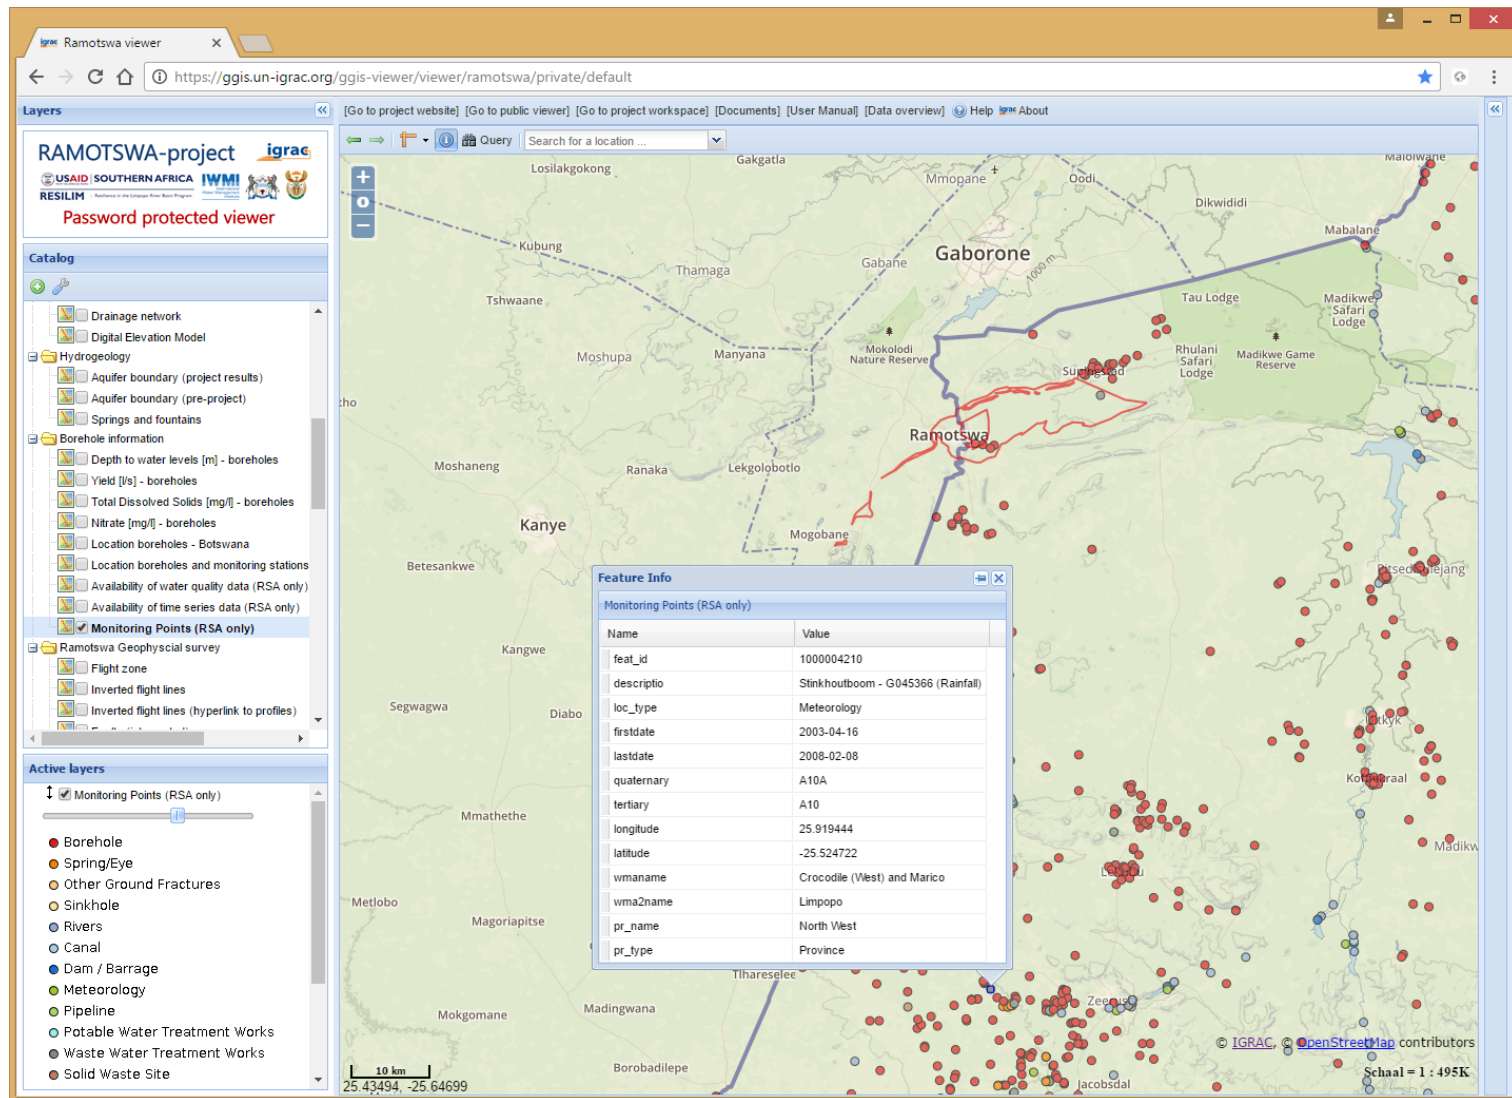 igrac Ramotswa viewer
https://ggis.un-igrac.org/ggis-viewer/viewer/ramotswa/private/default
Layers
[Go to project website] [Go to public viewer] [Go to project workspace] [Documents] [User Manual] [Data overview] Help igrac About
Query Search for a location ...
RAMOTSWA-project igrac
USAID SOUTHERN AFRICA IWMI
RESILIM
Password protected viewer
Catalog
Drainage network
Digital Elevation Model
Hydrogeology
Aquifer boundary (project results)
Aquifer boundary (pre-project)
Springs and fountains
Borehole information
Depth to water levels [m] - boreholes
Yield [l/s] - boreholes
Total Dissolved Solids [mg/l] - boreholes
Nitrate [mg/l] - boreholes
Location boreholes - Botswana
Location boreholes and monitoring stations
Availability of water quality data (RSA only)
Availability of time series data (RSA only)
Monitoring Points (RSA only)
Ramotswa Geophyscial survey
Flight zone
Inverted flight lines
Inverted flight lines (hyperlink to profiles)
Active layers
Monitoring Points (RSA only)
Borehole
Spring/Eye
Other Ground Fractures
Sinkhole
Rivers
Canal
Dam / Barrage
Meteorology
Pipeline
Potable Water Treatment Works
Waste Water Treatment Works
Solid Waste Site
Losilakgokong
Gakgatla
Mmopane
Oodi
Malolwane
Dikwididi
Mabalane
Kubung
Thamaga
Gabane
Gaborone
1000 m
Tshwaane
Tau Lodge
Madikwe
Safari
Lodge
Moshupa
Manyana
Mokolodi
Nature Reserve
Rhulani
Safari
Lodge
Madikwe Game
Reserve
Supingstad
tho
Ramotswa
Moshaneng
Ranaka
Lekgolobotlo
Kanye
Mogobane
Betesankwe
Pitsedisulejang
Kangwe
Segwagwa
Diabo
Mmathethe
Metlobo
Magoriapitse
Madikw
Tlhareselee
Mokgomane
Madingwana
Zeerust
Borobadilepe
Jacobsdal
Feature Info
Monitoring Points (RSA only)
Name Value
feat_id 1000004210
descriptio Stinkhoutboom - G045366 (Rainfall)
loc_type Meteorology
firstdate 2003-04-16
lastdate 2008-02-08
quaternary A10A
tertiary A10
longitude 25.919444
latitude -25.524722
wmaname Crocodile (West) and Marico
wma2name Limpopo
pr_name North West
pr_type Province
© IGRAC, © OpenStreetMap contributors
10 km
25.43494, -25.64699
Schaal = 1 : 495K